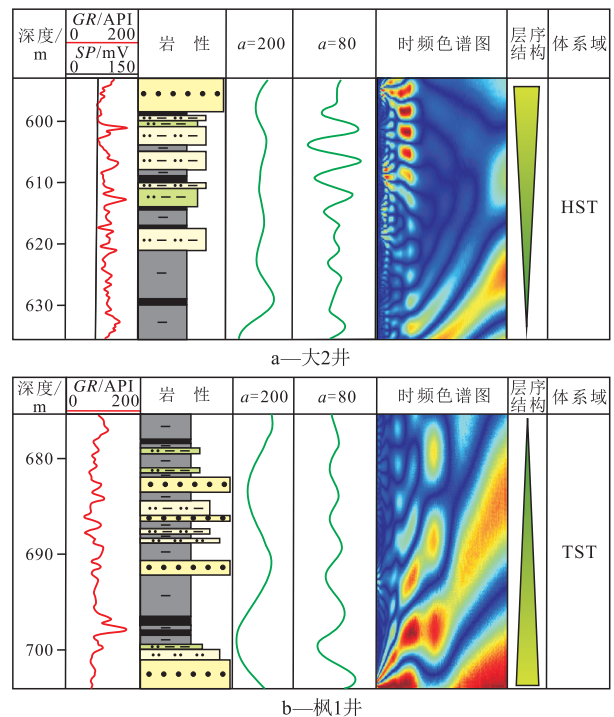 深度/
m
GR/API
0 200
SP/mV
0 150
岩 性
a=200
a=80
时频色谱图
层序
结构
体系域
600
610
620
630
HST
a—大2井
深度/
m
GR/API
0 200
岩 性
a=200
a=80
时频色谱图
层序
结构
体系域
680
690
700
TST
b—枫1井